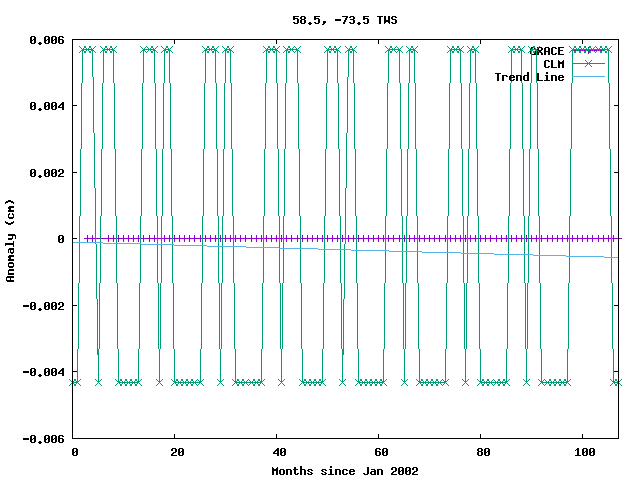 58.5, -73.5 TWS
GRACE
CLM
Trend Line
0.006
0.004
0.002
0
-0.002
-0.004
-0.006
Anomaly (cm)
0 20 40 60 80 100
Months since Jan 2002